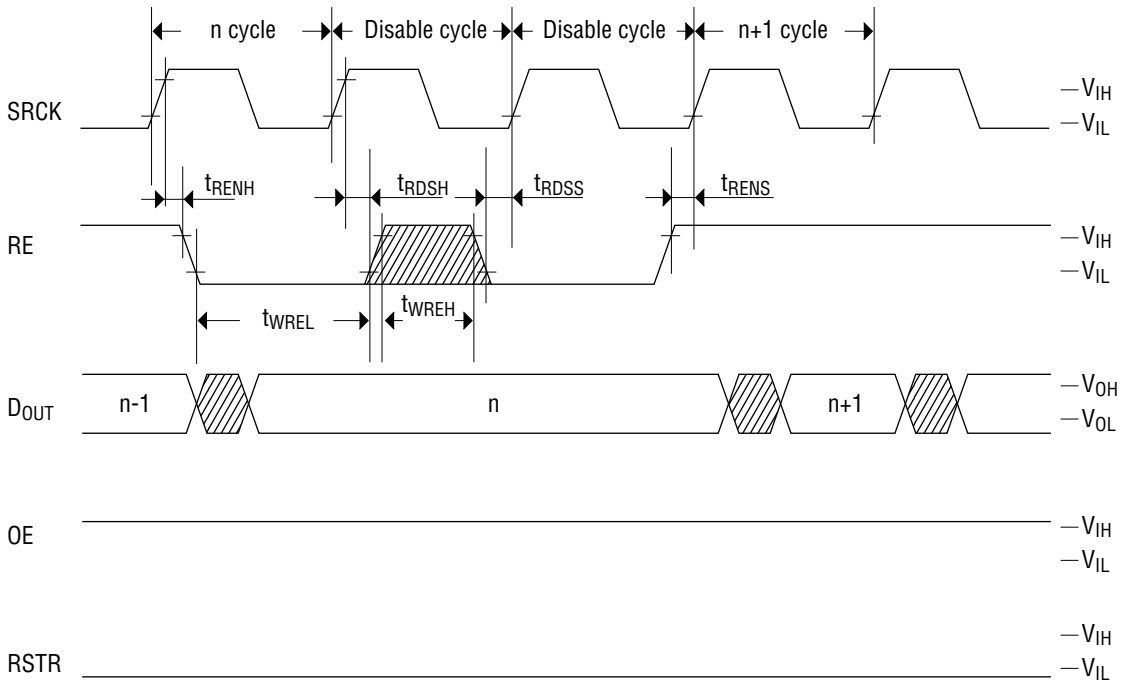 n cycle Disable cycle Disable cycle n+1 cycle
SRCK
VIH
VIL
tRENH tRDSH tRDSS tRENS
RE
VIH
VIL
tWREL tWREH
DOUT n-1 n n+1
VOH
VOL
OE
VIH
VIL
RSTR
VIH
VIL